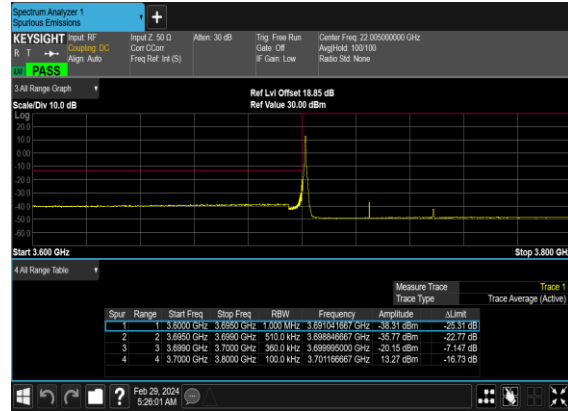 Spectrum Analyzer 1
Spurious Emissions
KEYSIGHT Input: RF Input Z: 50 Ω Atten: 30 dB Trig: Free Run Center Freq: 22.005000000 GHz
R T Coupling: DC Corr CCorr Gate: Off Avg|Hold: 100/100
Align: Auto Freq Ref: Int (S) IF Gain: Low Radio Std: None
PASS
3 All Range Graph
Ref Lvl Offset 18.85 dB
Scale/Div 10.0 dB Ref Value 30.00 dBm
Log
20.0
10.0
0.00
-10.0
-20.0
-30.0
-40.0
-50.0
-60.0
Start 3.600 GHz Stop 3.800 GH
4 All Range Table
Measure Trace Trace 1
Trace Type Trace Average (Active)
Spur Range Start Freq Stop Freq RBW Frequency Amplitude ΔLimit
1 1 3.6000 GHz 3.6950 GHz 1.000 MHz 3.691041667 GHz -38.31 dBm -25.31 dB
2 2 3.6950 GHz 3.6990 GHz 510.0 kHz 3.698846667 GHz -35.77 dBm -22.77 dB
3 3 3.6990 GHz 3.7000 GHz 360.0 kHz 3.699995000 GHz -20.15 dBm -7.147 dB
4 4 3.7000 GHz 3.8000 GHz 100.0 kHz 3.701166667 GHz 13.27 dBm -16.73 dB
? Feb 29, 2024
5:26:01 AM